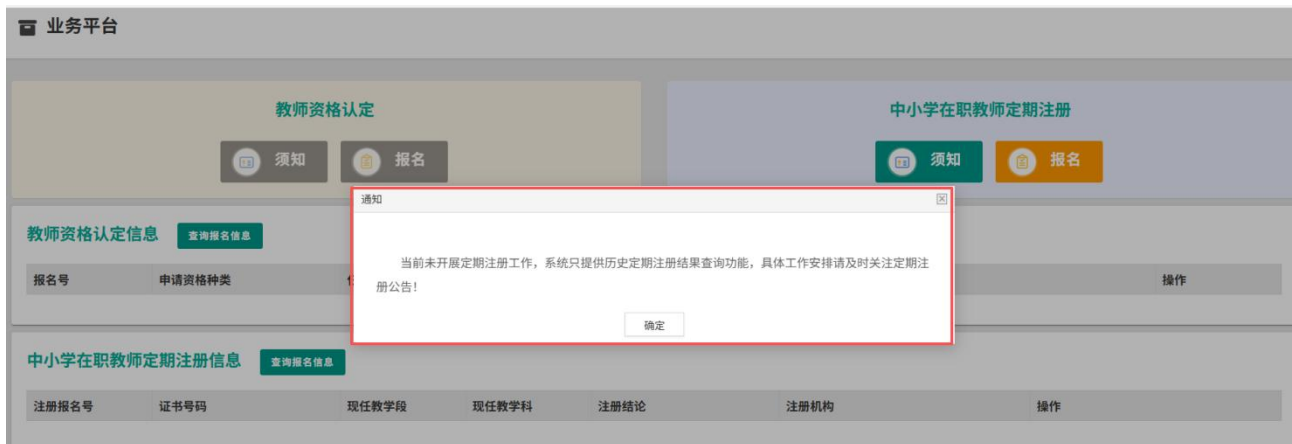 业务平台
教师资格认定
中小学在职教师定期注册
须知
报名
须知
报名
通知
教师资格认定信息
查询报名信息
当前未开展定期注册工作，系统只提供历史定期注册结果查询功能，具体工作安排请及时关注定期注
册公告！
报名号
申请资格种类
操作
确定
中小学在职教师定期注册信息
查询报名信息
注册报名号
证书号码
现任教学段
现任教学科
注册结论
注册机构
操作